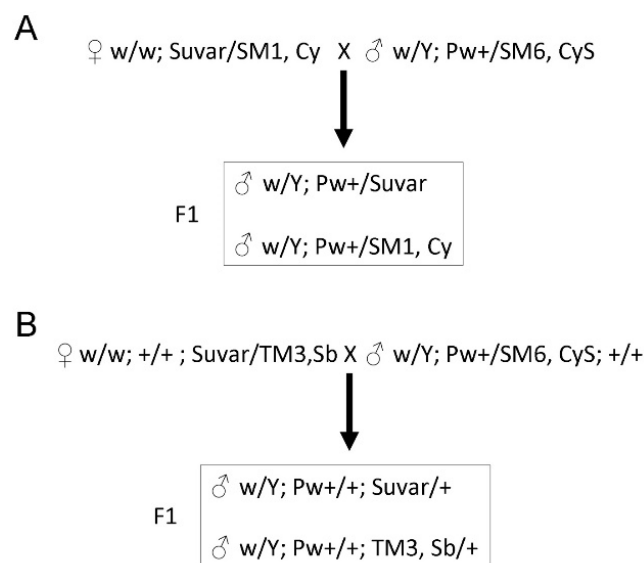 A
♀ w/w; Suvar/SM1, Cy X ♂ w/Y; Pw+/SM6, CyS
♂ w/Y; Pw+/Suvar
F1
♂ w/Y; Pw+/SM1, Cy
B
♀ w/w; +/+ ; Suvar/TM3,Sb X ♂ w/Y; Pw+/SM6, CyS; +/+
♂ w/Y; Pw+/+; Suvar/+
F1
♂ w/Y; Pw+/+; TM3, Sb/+